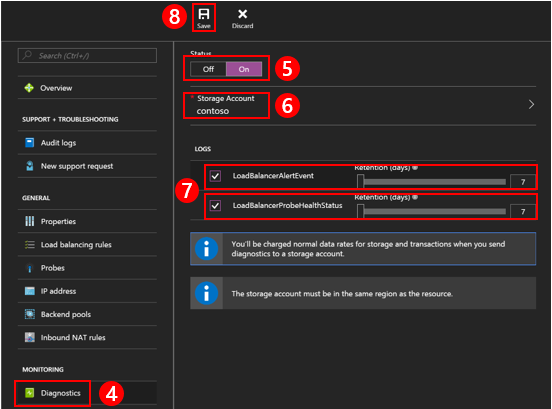 8
Save
Discard
Search (Ctrl+/)
Overview
SUPPORT + TROUBLESHOOTING
Audit logs
New support request
GENERAL
Properties
Load balancing rules
Probes
IP address
Backend pools
Inbound NAT rules
MONITORING
Diagnostics
4
Status
Off
On
5
* Storage Account
contoso
6
LOGS
7
LoadBalancerAlertEvent
Retention (days)
7
LoadBalancerProbeHealthStatus
Retention (days)
7
You'll be charged normal data rates for storage and transactions when you send
diagnostics to a storage account.
The storage account must be in the same region as the resource.